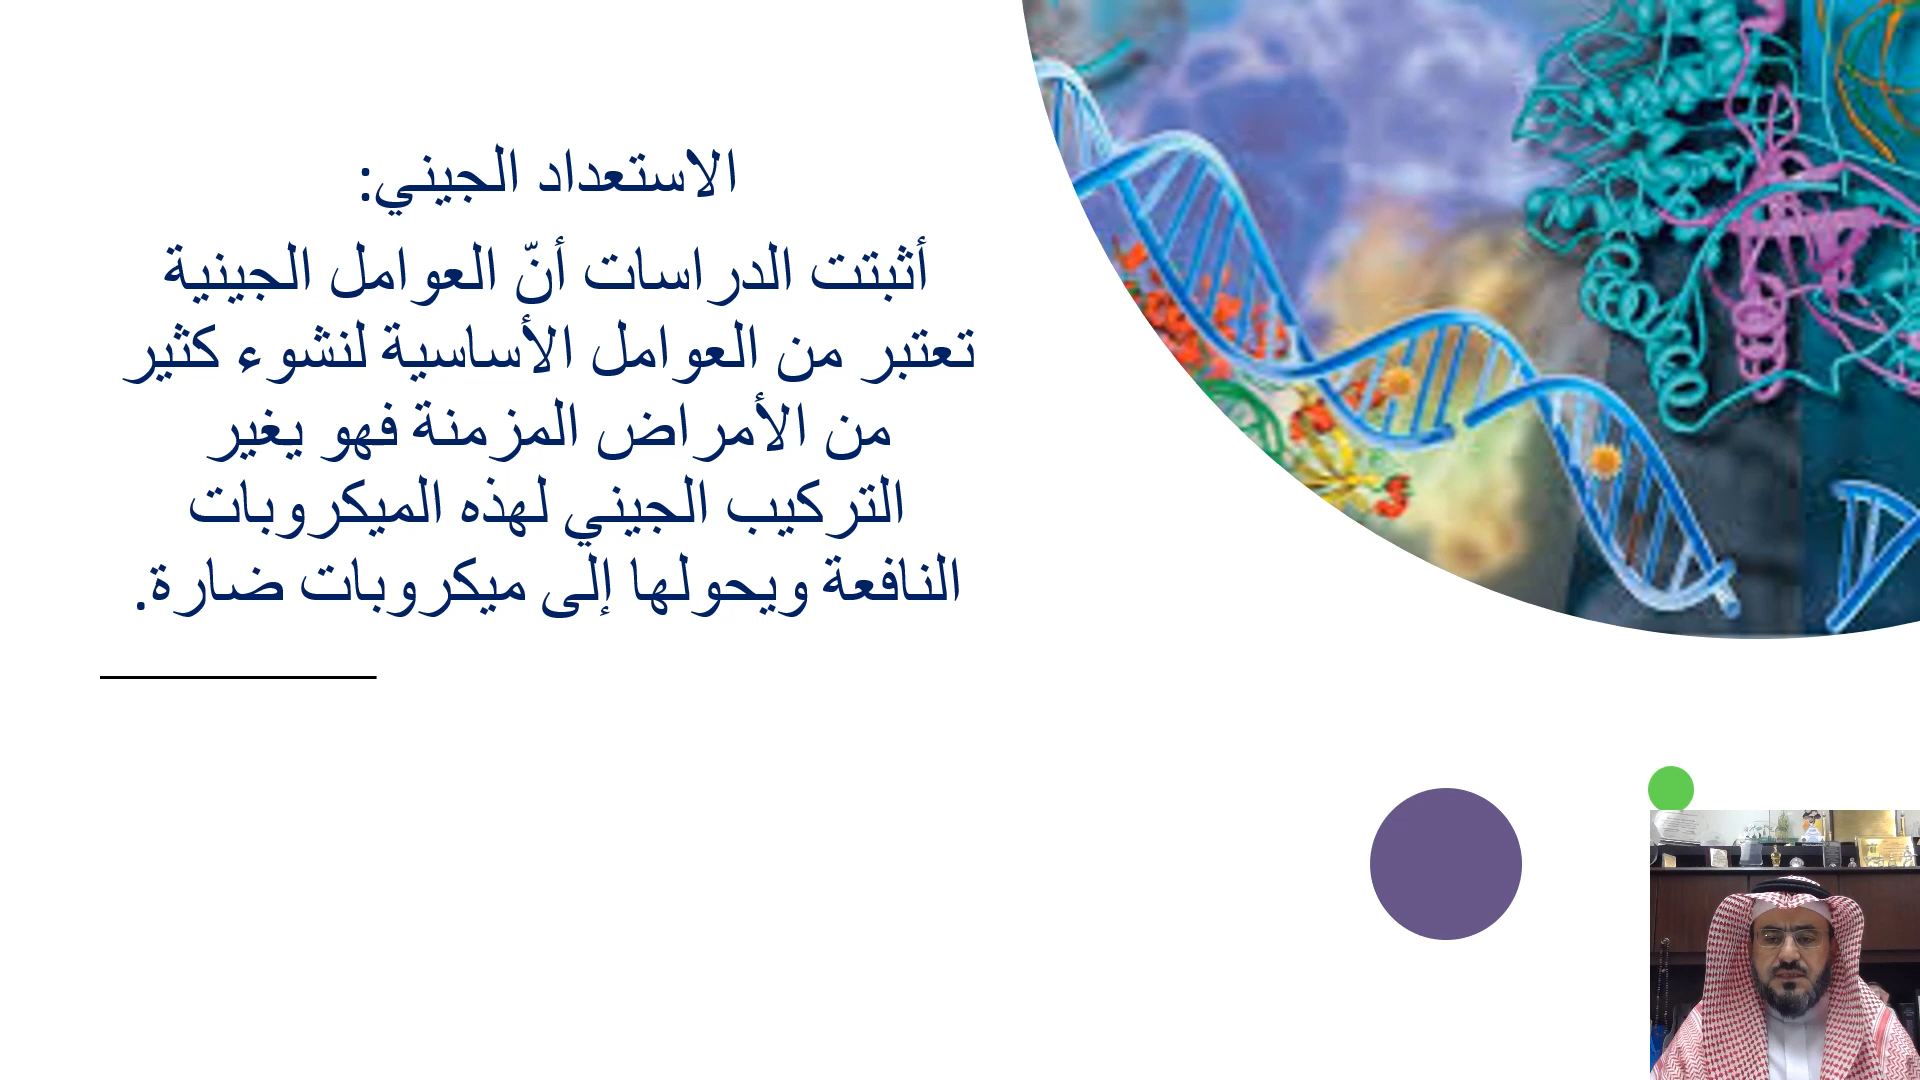 الاستعداد الجيني:
أثبتت الدراسات أنّ العوامل الجينية
تعتبر من العوامل الأساسية لنشوء كثير
من الأمراض المزمنة فهو يغير
التركيب الجيني لهذه الميكروبات
النافعة ويحولها إلى ميكروبات ضارة.